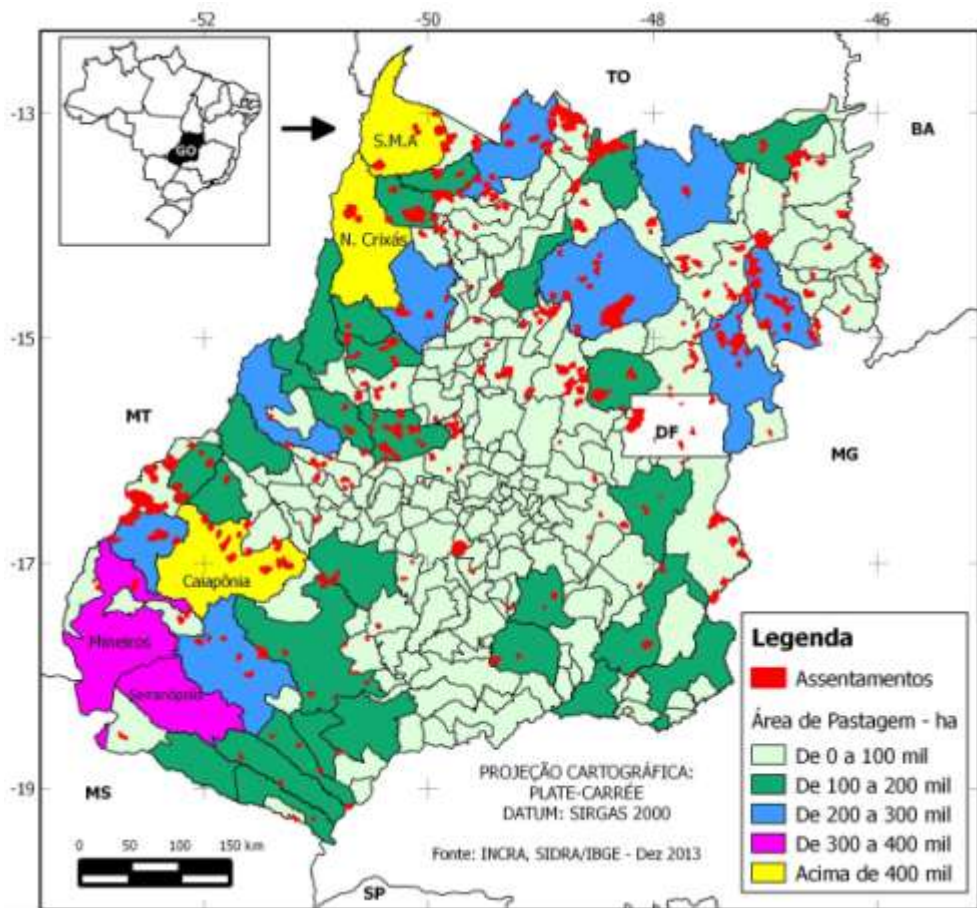 -52 -50 -48 -46
TO
-13
BA
S.M.A
GO
N. Crixás
-15
MT
DF
MG
-17
Caiapônia
Mineiros
Serranópolis
Legenda
Assentamentos
Área de Pastagem - ha
De 0 a 100 mil
De 100 a 200 mil
De 200 a 300 mil
De 300 a 400 mil
Acima de 400 mil
-19
MS
PROJEÇÃO CARTOGRÁFICA:
PLATE-CARRÉE
DATUM: SIRGAS 2000
0 50 100 150 km
Fonte: INCRA, SIDRA/IBGE - Dez 2013
SP